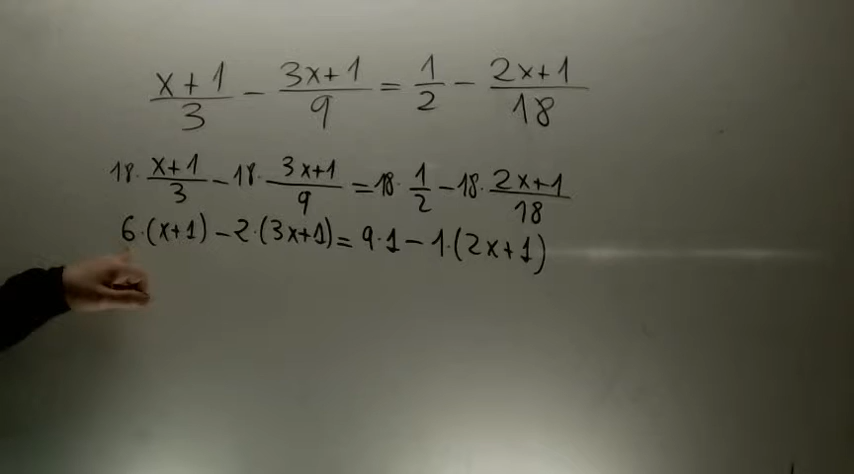 x+1/3 - 3x+1/9 = 1/2 - 2x+1/18
18·x+1/3 - 18·3x+1/9 = 18·1/2 - 18·2x+1/18
6·(x+1) - 2·(3x+1) = 9·1 - 1·(2x+1)